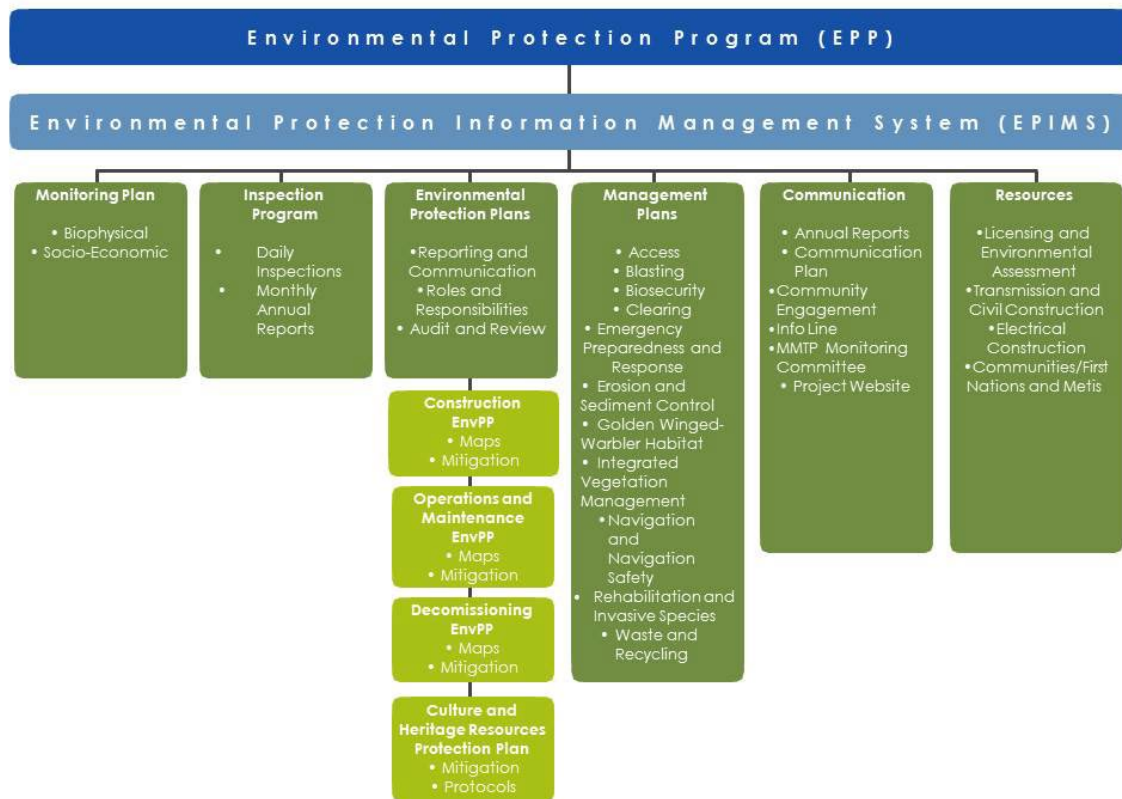 Environmental Protection Program (EPP)
Environmental Protection Information Management System (EPIMS)
Monitoring Plan
• Biophysical
• Socio-Economic
Inspection
Program
• Daily
Inspections
• Monthly
Annual
Reports
Environmental
Protection Plans
•Reporting and
Communication
•Roles and
Responsibilities
• Audit and Review
Construction
EnvPP
• Maps
• Mitigation
Operations and
Maintenance
EnvPP
• Maps
• Mitigation
Decomissioning
EnvPP
• Maps
• Mitigation
Culture and
Heritage Resources
Protection Plan
• Mitigation
• Protocols
Management
Plans
• Access
• Blasting
• Biosecurity
• Clearing
• Emergency
Preparedness and
Response
• Erosion and
Sediment Control
• Golden Winged-
Warbler Habitat
• Integrated
Vegetation
Management
•Navigation
and
Navigation
Safety
• Rehabilitation and
Invasive Species
• Waste and
Recycling
Communication
• Annual Reports
• Communication
Plan
•Community
Engagement
•Info Line
•MMTP Monitoring
Committee
• Project Website
Resources
•Licensing and
Environmental
Assessment
•Transmission and
Civil Construction
•Electrical
Construction
•Communities/First
Nations and Metis